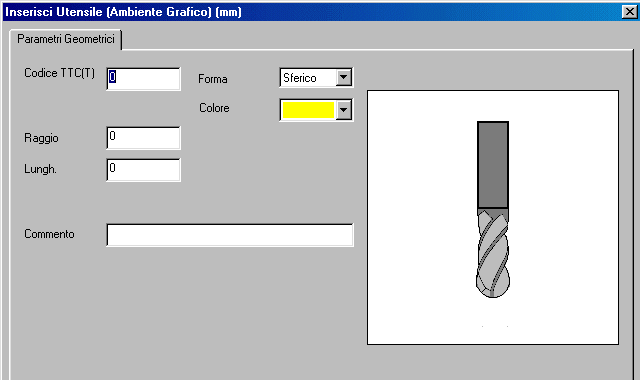 Inserisci Utensile (Ambiente Grafico) (mm)
Parametri Geometrici
Codice TTC(T) 0 Forma Sferico
Colore
Raggio 0
Lungh. 0
Commento